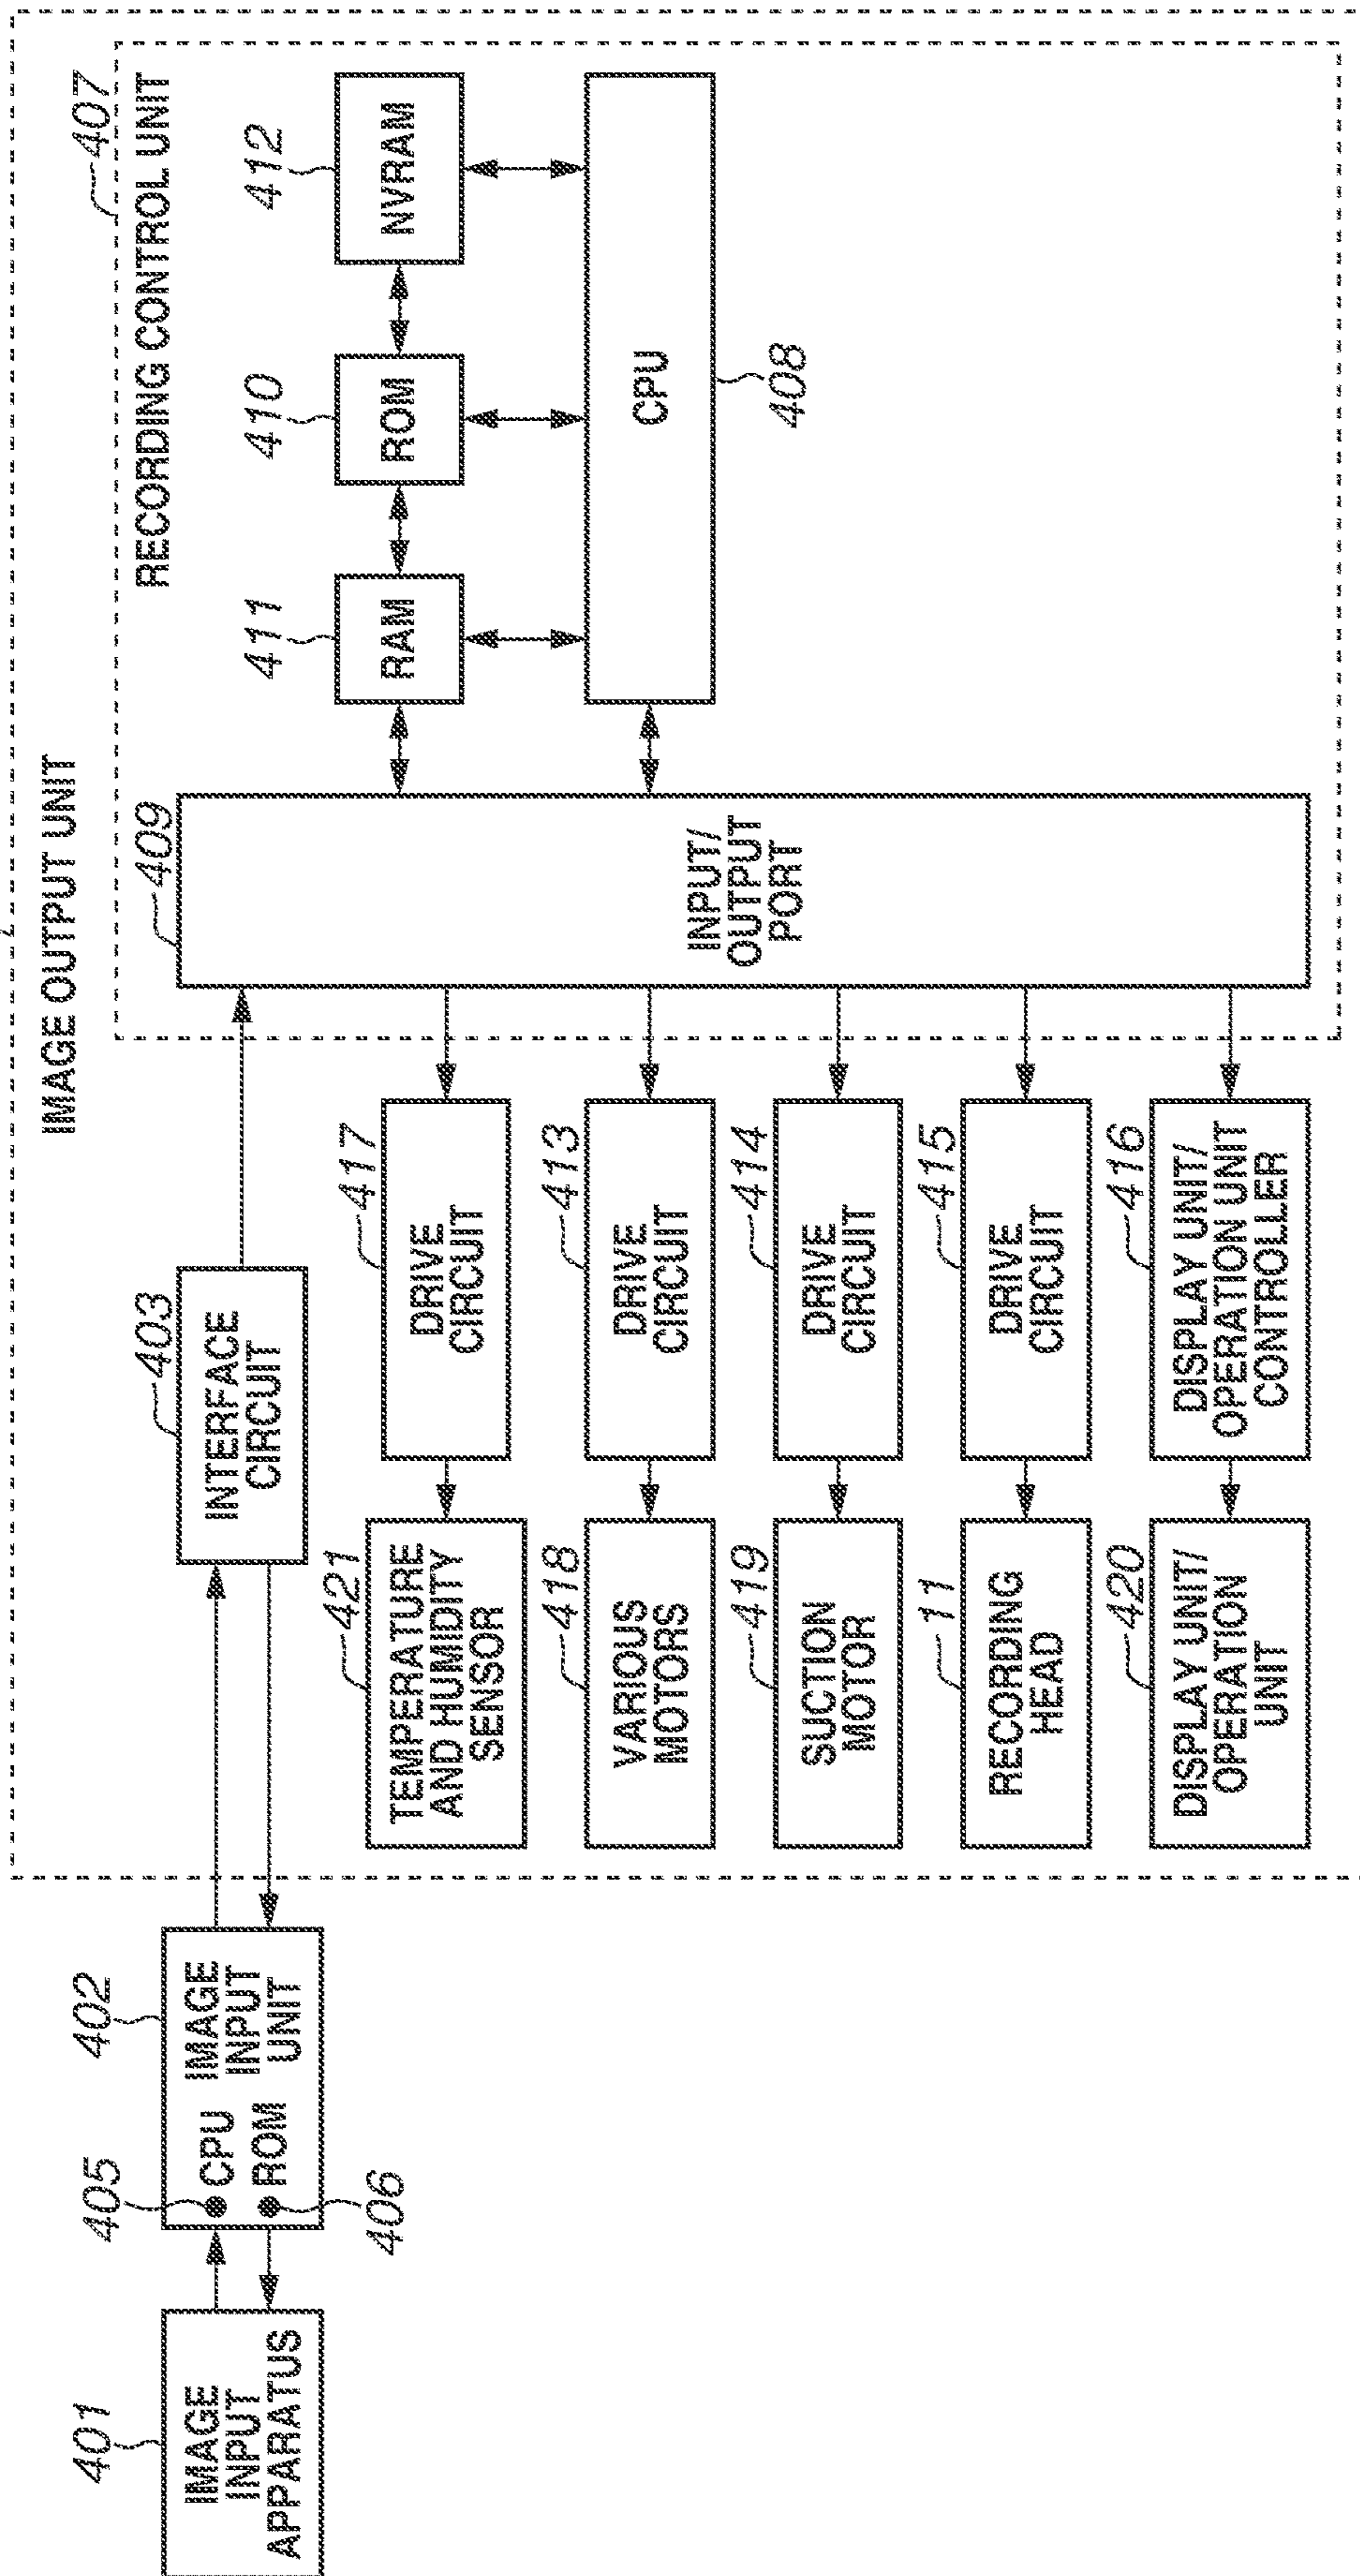 IMAGE OUTPUT UNIT
407
RECORDING CONTROL UNIT
401
IMAGE
INPUT
APPARATUS
402
405
CPU
ROM
406
IMAGE
INPUT
UNIT
403
INTERFACE
CIRCUIT
409
INPUT/
OUTPUT
PORT
411
RAM
410
ROM
412
NVRAM
CPU
408
421
TEMPERATURE
AND HUMIDITY
SENSOR
417
DRIVE
CIRCUIT
418
VARIOUS
MOTORS
413
DRIVE
CIRCUIT
419
SUCTION
MOTOR
414
DRIVE
CIRCUIT
11
RECORDING
HEAD
415
DRIVE
CIRCUIT
420
DISPLAY UNIT/
OPERATION
UNIT
416
DISPLAY UNIT/
OPERATION UNIT
CONTROLLER